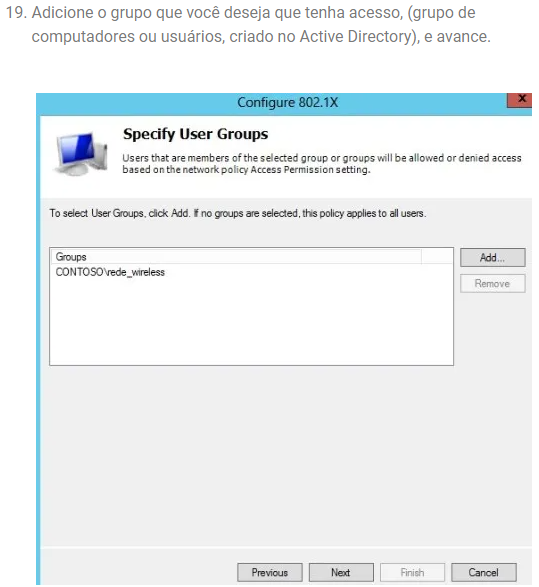 19. Adicione o grupo que você deseja que tenha acesso, (grupo de
computadores ou usuários, criado no Active Directory), e avance.
Configure 802.1X
x
Specify User Groups
Users that are members of the selected group or groups will be allowed or denied access
based on the network policy Access Permission setting.
To select User Groups, click Add. If no groups are selected, this policy applies to all users.
Groups
Add...
CONTOSO\rede_wireless
Remove
Previous
Next
Finish
Cancel